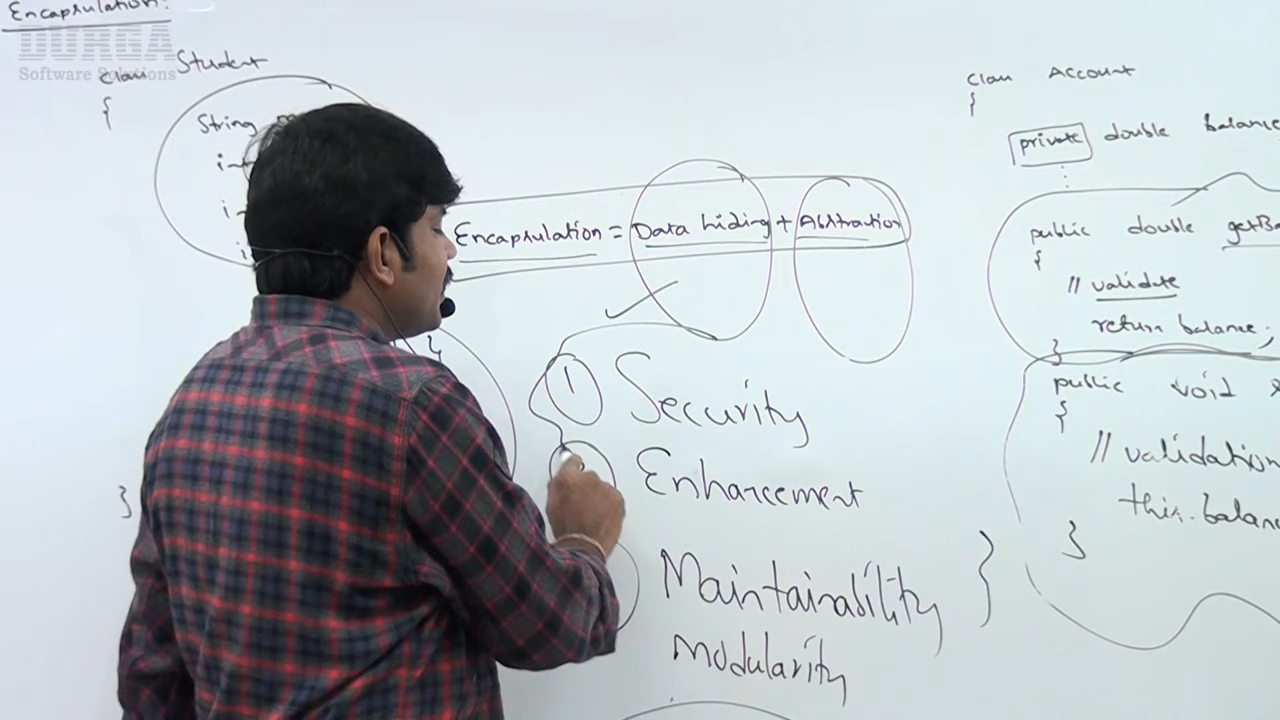 Encapsulation:
DURGA
Software Solutions
class Student
{
String
int
i
i
}
}
Encapsulation = Data hiding + Abstraction
1 Security
Enhancement
Maintainability }
Modularity
class Account
{
private double balance
public double getBa
{
// validate
return balance;
}
public void
{
// validation
this.balance
}